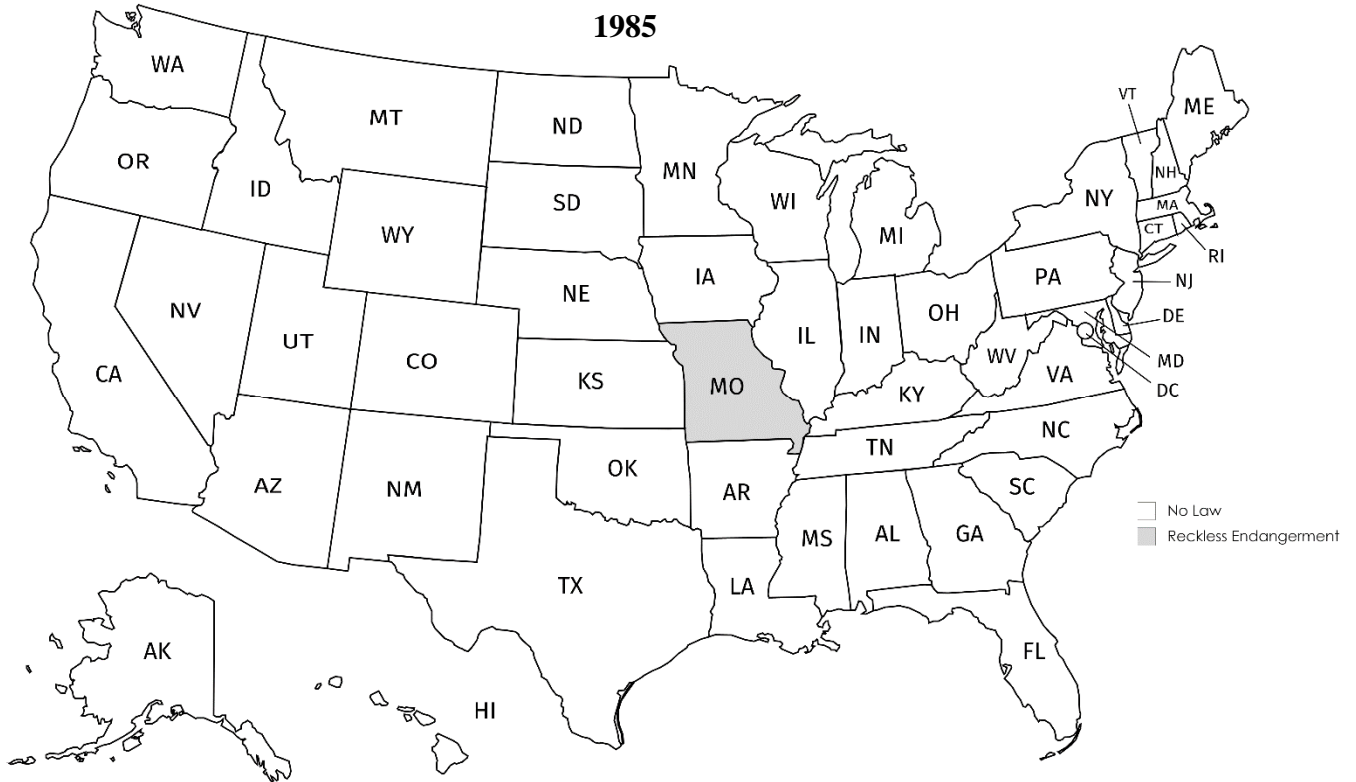 1985
WA
MT
ND
MN
VT
ME
OR
ID
SD
WI
MI
NY
NH
MA
CT
RI
WY
IA
PA
NJ
NE
NV
UT
CO
IL
IN
OH
DE
MD
DC
WV
VA
CA
KS
MO
KY
NC
TN
AZ
NM
OK
AR
SC
MS
AL
GA
No Law
Reckless Endangerment
TX
LA
AK
FL
HI